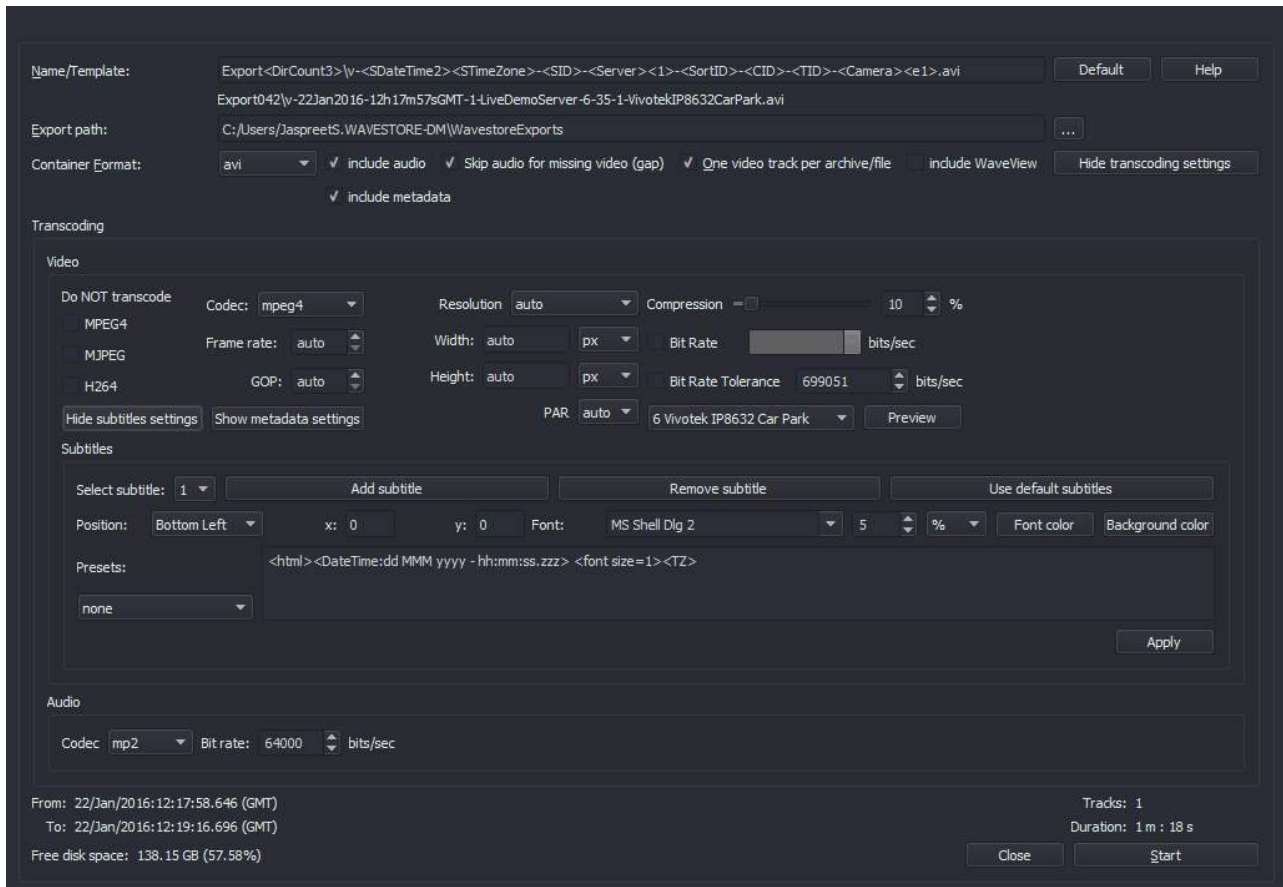 Name/Template: Export<DirCount3>\v-<SDateTime2><STimeZone>-<SID>-<Server><1>-<SortID>-<CID>-<TID>-<Camera><e1>.avi Default Help
Export042\v-22Jan2016-12h17m57sGMT-1-LiveDemoServer-6-35-1-VivotekIP8632CarPark.avi
Export path: C:/Users/JaspreetS.WAVESTORE-DM\WavestoreExports ...
Container Format: avi include audio Skip audio for missing video (gap) One video track per archive/file include WaveView Hide transcoding settings
include metadata
Transcoding
Video
Do NOT transcode Codec: mpeg4 Resolution auto Compression 10 %
MPEG4
Frame rate: auto Width: auto px Bit Rate bits/sec
MJPEG
H264 GOP: auto Height: auto px Bit Rate Tolerance 699051 bits/sec
Hide subtitles settings Show metadata settings PAR auto 6 Vivotek IP8632 Car Park Preview
Subtitles
Select subtitle: 1 Add subtitle Remove subtitle Use default subtitles
Position: Bottom Left x: 0 y: 0 Font: MS Shell Dlg 2 5 % Font color Background color
Presets: <html><DateTime:dd MMM yyyy - hh:mm:ss.zzz> <font size=1><TZ>
none
Apply
Audio
Codec mp2 Bit rate: 64000 bits/sec
From: 22/Jan/2016:12:17:58.646 (GMT) Tracks: 1
To: 22/Jan/2016:12:19:16.696 (GMT) Duration: 1 m : 18 s
Free disk space: 138.15 GB (57.58%) Close Start